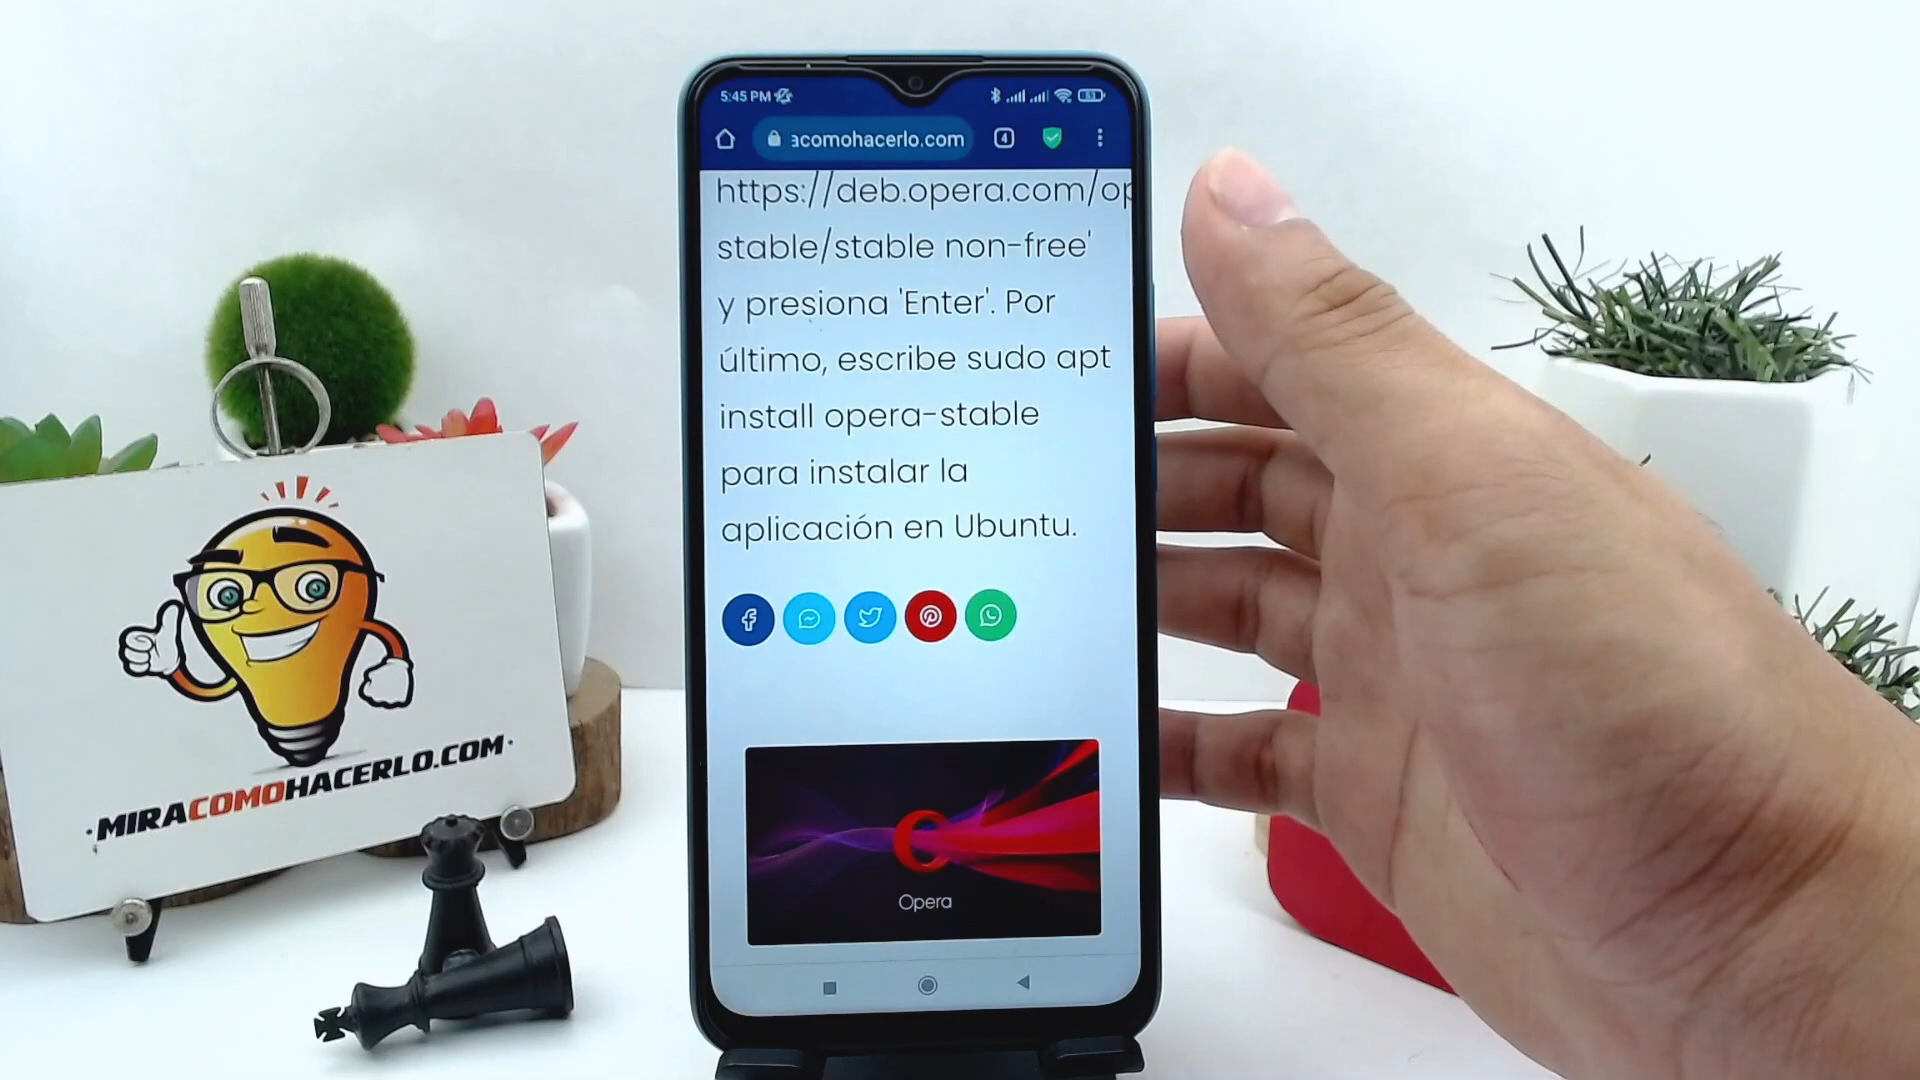 5:45 PM
63
acomohacerlo.com
4
https://deb.opera.com/op
stable/stable non-free'
y presiona 'Enter'. Por
último, escribe sudo apt
install opera-stable
para instalar la
aplicación en Ubuntu.
Opera
·MIRACOMOHACERLO.COM·